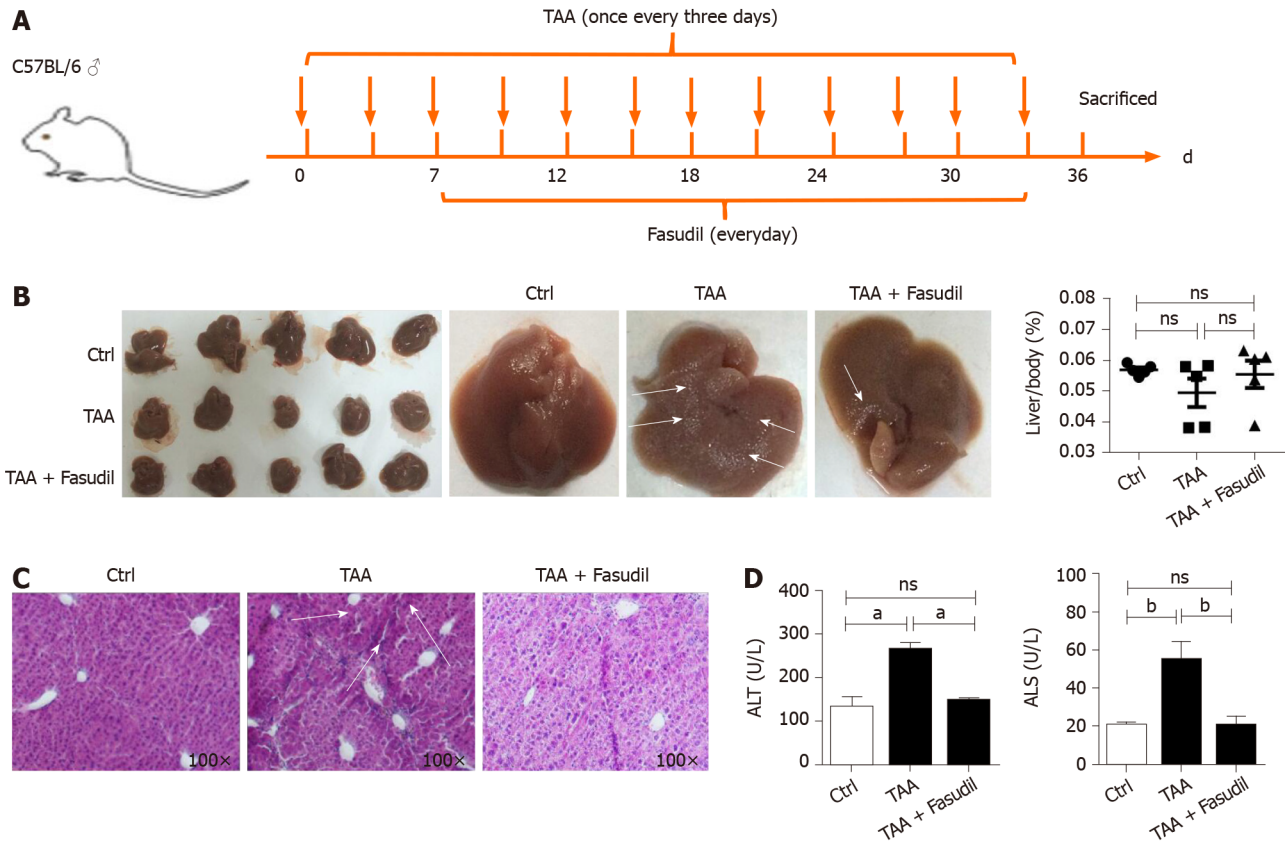 A
TAA (once every three days)
C57BL/6 ♂
Sacrificed
d
0 7 12 18 24 30 36
Fasudil (everyday)
B
Ctrl TAA TAA + Fasudil
Ctrl
TAA
TAA + Fasudil
Liver/body (%)
0.08
0.07
0.06
0.05
0.04
0.03
ns
ns ns
Ctrl TAA TAA + Fasudil
C
Ctrl TAA TAA + Fasudil
100× 100× 100×
D
ALT (U/L)
400
300
200
100
0
ns
a a
Ctrl TAA TAA + Fasudil
ALS (U/L)
100
80
60
40
20
0
ns
b b
Ctrl TAA TAA + Fasudil